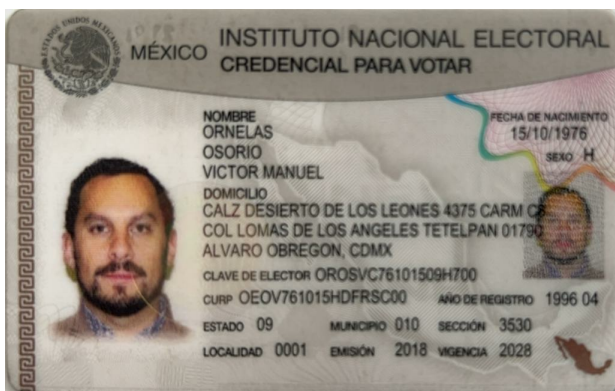 MÉXICO INSTITUTO NACIONAL ELECTORAL
CREDENCIAL PARA VOTAR
NOMBRE
ORNELAS
OSORIO
VICTOR MANUEL
FECHA DE NACIMIENTO
15/10/1976
SEXO H
DOMICILIO
CALZ DESIERTO DE LOS LEONES 4375 CARM
COL LOMAS DE LOS ANGELES TETELPAN 01790
ALVARO OBREGON, CDMX
CLAVE DE ELECTOR OROSVC76101509H700
CURP OEOV761015HDFRSC00 AÑO DE REGISTRO 1996 04
ESTADO 09 MUNICIPIO 010 SECCIÓN 3530
LOCALIDAD 0001 EMISIÓN 2018 VIGENCIA 2028